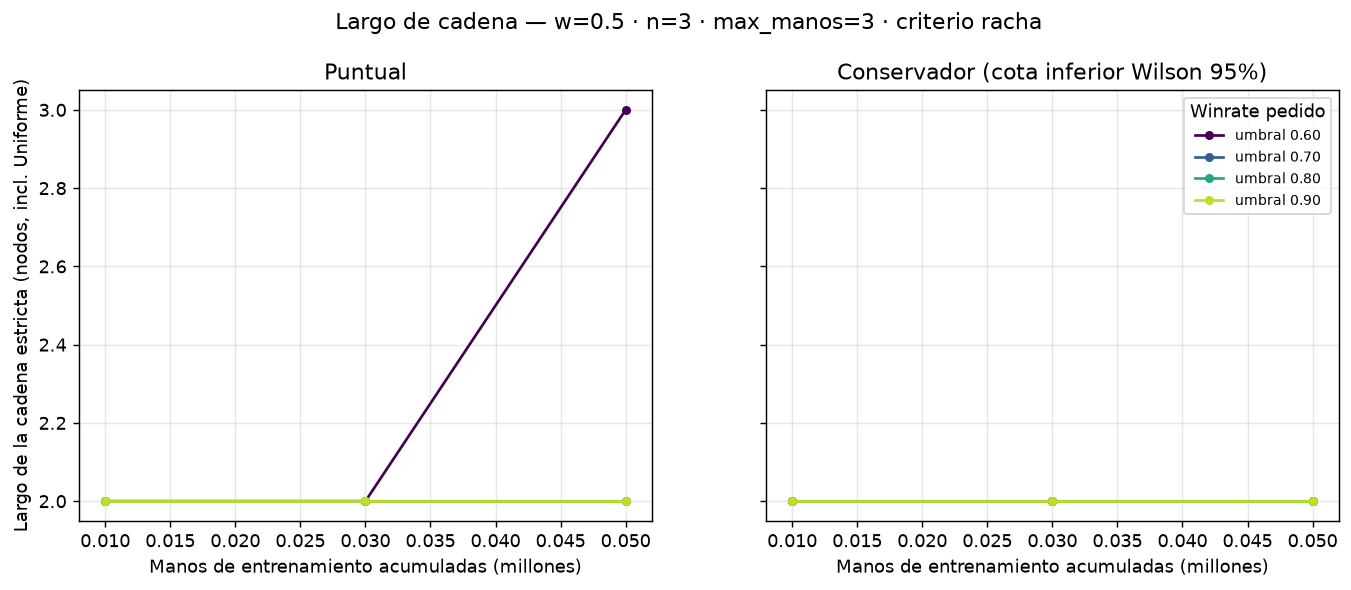 Largo de cadena — w=0.5 · n=3 · max_manos=3 · criterio racha
Puntual
Largo de la cadena estricta (nodos, incl. Uniforme)
3.0
2.8
2.6
2.4
2.2
2.0
0.010 0.015 0.020 0.025 0.030 0.035 0.040 0.045 0.050
Manos de entrenamiento acumuladas (millones)
Conservador (cota inferior Wilson 95%)
Winrate pedido
umbral 0.60
umbral 0.70
umbral 0.80
umbral 0.90
0.010 0.015 0.020 0.025 0.030 0.035 0.040 0.045 0.050
Manos de entrenamiento acumuladas (millones)